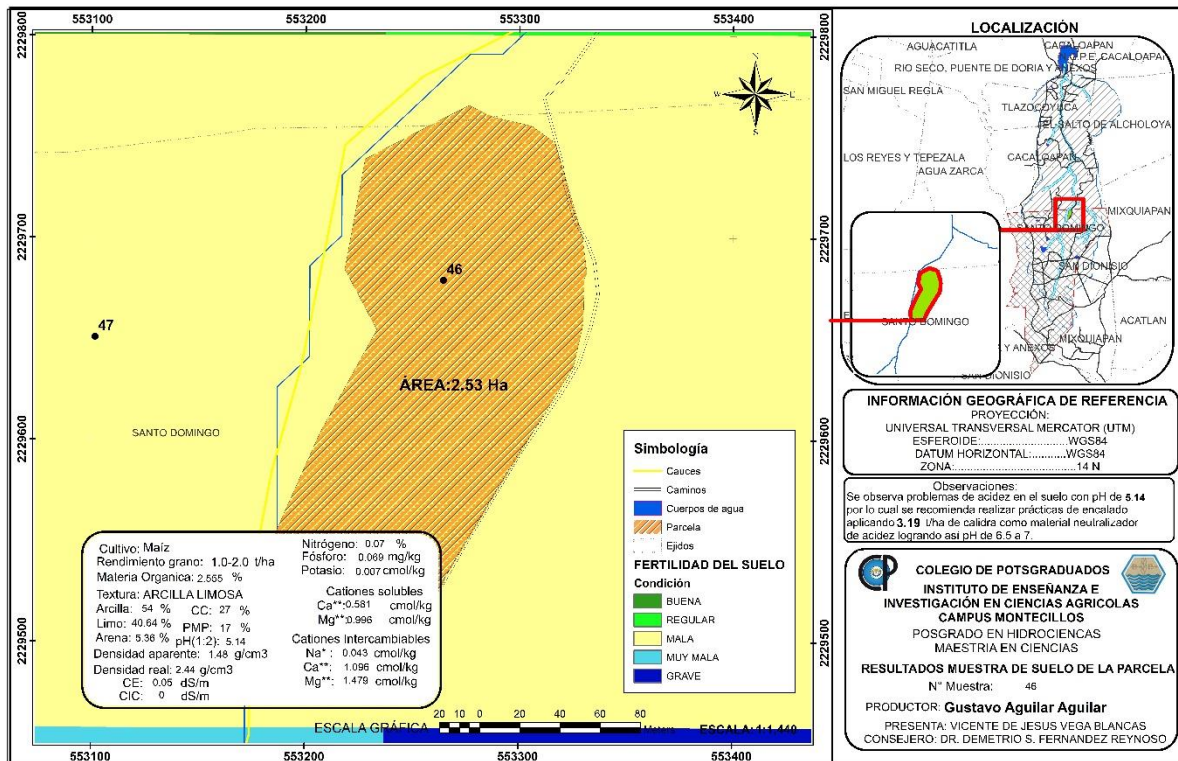 553100
553200
553300
553400
2229800
2229700
2229600
2229500
2229800
2229700
2229600
2229500
N
W
L
S
46
47
ÁREA:2.53 Ha
SANTO DOMINGO
Simbología
Cauces
Caminos
Cuerpos de agua
Parcela
Ejidos
FERTILIDAD DEL SUELO
Condición
BUENA
REGULAR
MALA
MUY MALA
GRAVE
Cultivo: Maíz
Rendimiento grano: 1.0-2.0 t/ha
Materia Organica: 2.555 %
Textura: ARCILLA LIMOSA
Arcilla: 54 % CC: 27 %
Limo: 40.64 % PMP: 17 %
Arena: 5.36 % pH(1:2): 5.14
Densidad aparente: 1.48 g/cm3
Densidad real: 2.44 g/cm3
CE: 0.05 dS/m
CIC: 0 dS/m
Nitrógeno: 0.07 %
Fósforo: 0.069 mg/kg
Potasio: 0.007 cmol/kg
Cationes solubles
Ca**: 0.581 cmol/kg
Mg**: 0.996 cmol/kg
Cationes Intercambiables
Na*: 0.043 cmol/kg
Ca**: 1.096 cmol/kg
Mg**: 1.479 cmol/kg
ESCALA GRÁFICA
20 10 0 20 40 60 80
Meters
ESCALA:1:1,440
553100
553200
553300
553400
LOCALIZACIÓN
AGUACATITLA
CACALOAPAN
P.E. CACALOAPAN
RIO SECO, PUENTE DE DORIA Y ANEXOS
SAN MIGUEL REGLA
TLAZOCOYUCA
EL SALTO DE ALCHOLOYA
LOS REYES Y TEPEZALA
CACALOAPAN
AGUA ZARCA
MIXQUIAPAN
SANTO DOMINGO
SAN DIONISIO
SANTO DOMINGO
ACATLAN
MIXQUIAPAN
Y ANEXOS
SAN DIONISIO
INFORMACIÓN GEOGRÁFICA DE REFERENCIA
PROYECCIÓN:
UNIVERSAL TRANSVERSAL MERCATOR (UTM)
ESFEROIDE:......................WGS84
DATUM HORIZONTAL:...........WGS84
ZONA:......................................14 N
Observaciones:
Se observa problemas de acidez en el suelo con pH de 5.14
por lo cual se recomienda realizar prácticas de encalado
aplicando 3.19 t/ha de calidra como material neutralizador
de acidez logrando así pH de 6.5 a 7.
CP
COLEGIO DE POTSGRADUADOS
INSTITUTO DE ENSEÑANZA E
INVESTIGACIÓN EN CIENCIAS AGRICOLAS
CAMPUS MONTECILLOS
POSGRADO EN HIDROCIENCAS
MAESTRIA EN CIENCIAS
RESULTADOS MUESTRA DE SUELO DE LA PARCELA
N° Muestra: 46
PRODUCTOR: Gustavo Aguilar Aguilar
PRESENTA: VICENTE DE JESUS VEGA BLANCAS
CONSEJERO: DR. DEMETRIO S. FERNANDEZ REYNOSO